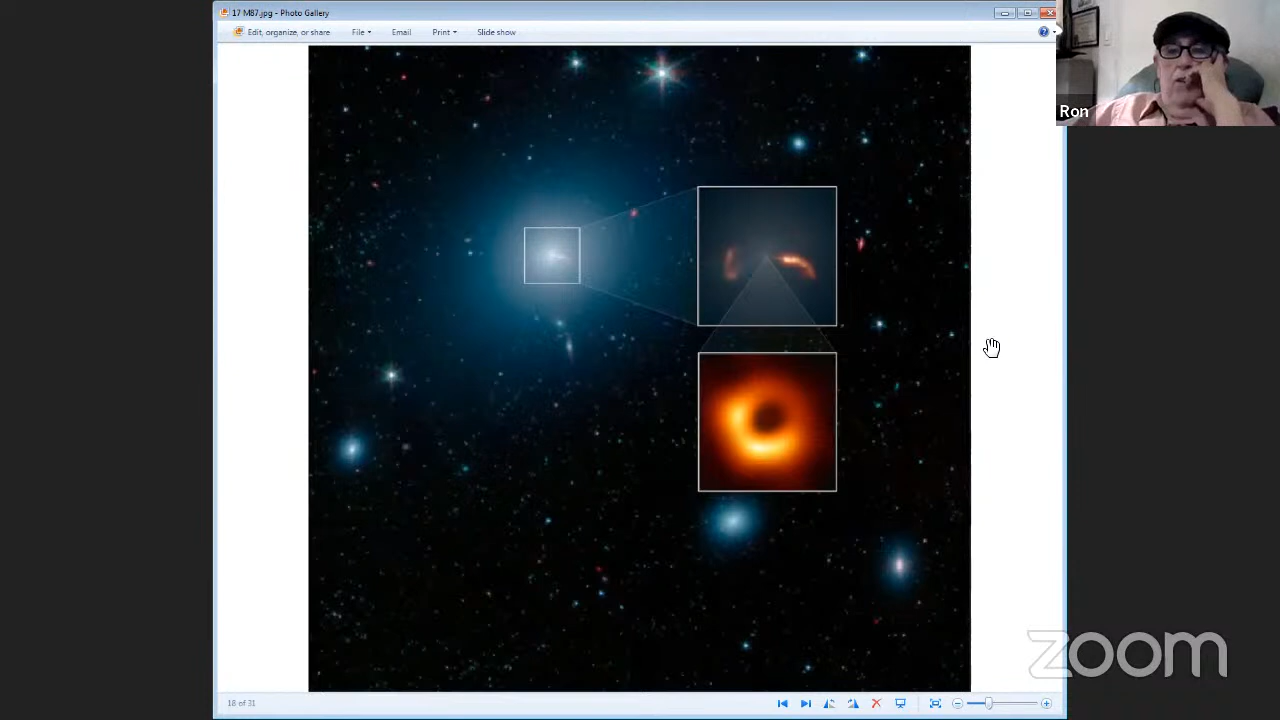 17 M87.jpg - Photo Gallery
Edit, organize, or share File Email Print Slide show
Ron
18 of 31
zoom